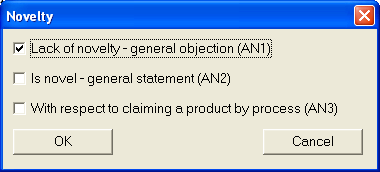 Novelty
Lack of novelty - general objection (AN1)
Is novel - general statement (AN2)
With respect to claiming a product by process (AN3)
OK
Cancel